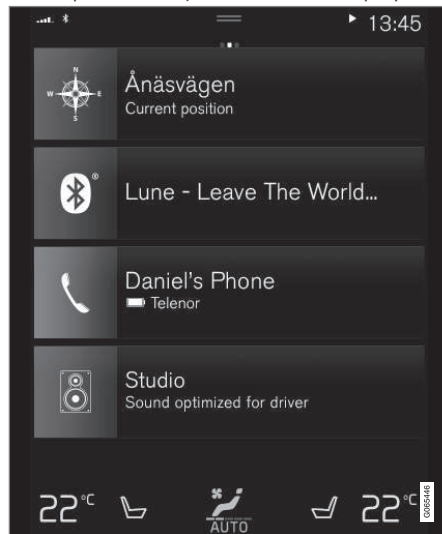 13:45
N
W E
S
Ånäsvägen
Current position
®
Lune - Leave The World...
Daniel's Phone
Telenor
Studio
Sound optimized for driver
22°C
AUTO
22°C
G065446